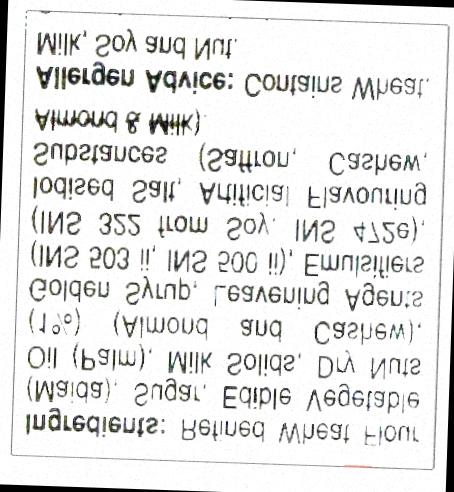 Ingredients: Refined Wheat Flour
(Maida), Sugar, Edible Vegetable
Oil (Palm), Milk Solids, Dry Nuts
(1%) (Almond and Cashew),
Golden Syrup, Leavening Agents
(INS 503 ii, INS 500 ii), Emulsifiers
(INS 322 from Soy, INS 472e),
Iodised Salt, Artificial Flavouring
Substances (Saffron, Cashew,
Almond & Milk).
Allergen Advice: Contains Wheat,
Milk, Soy and Nut.